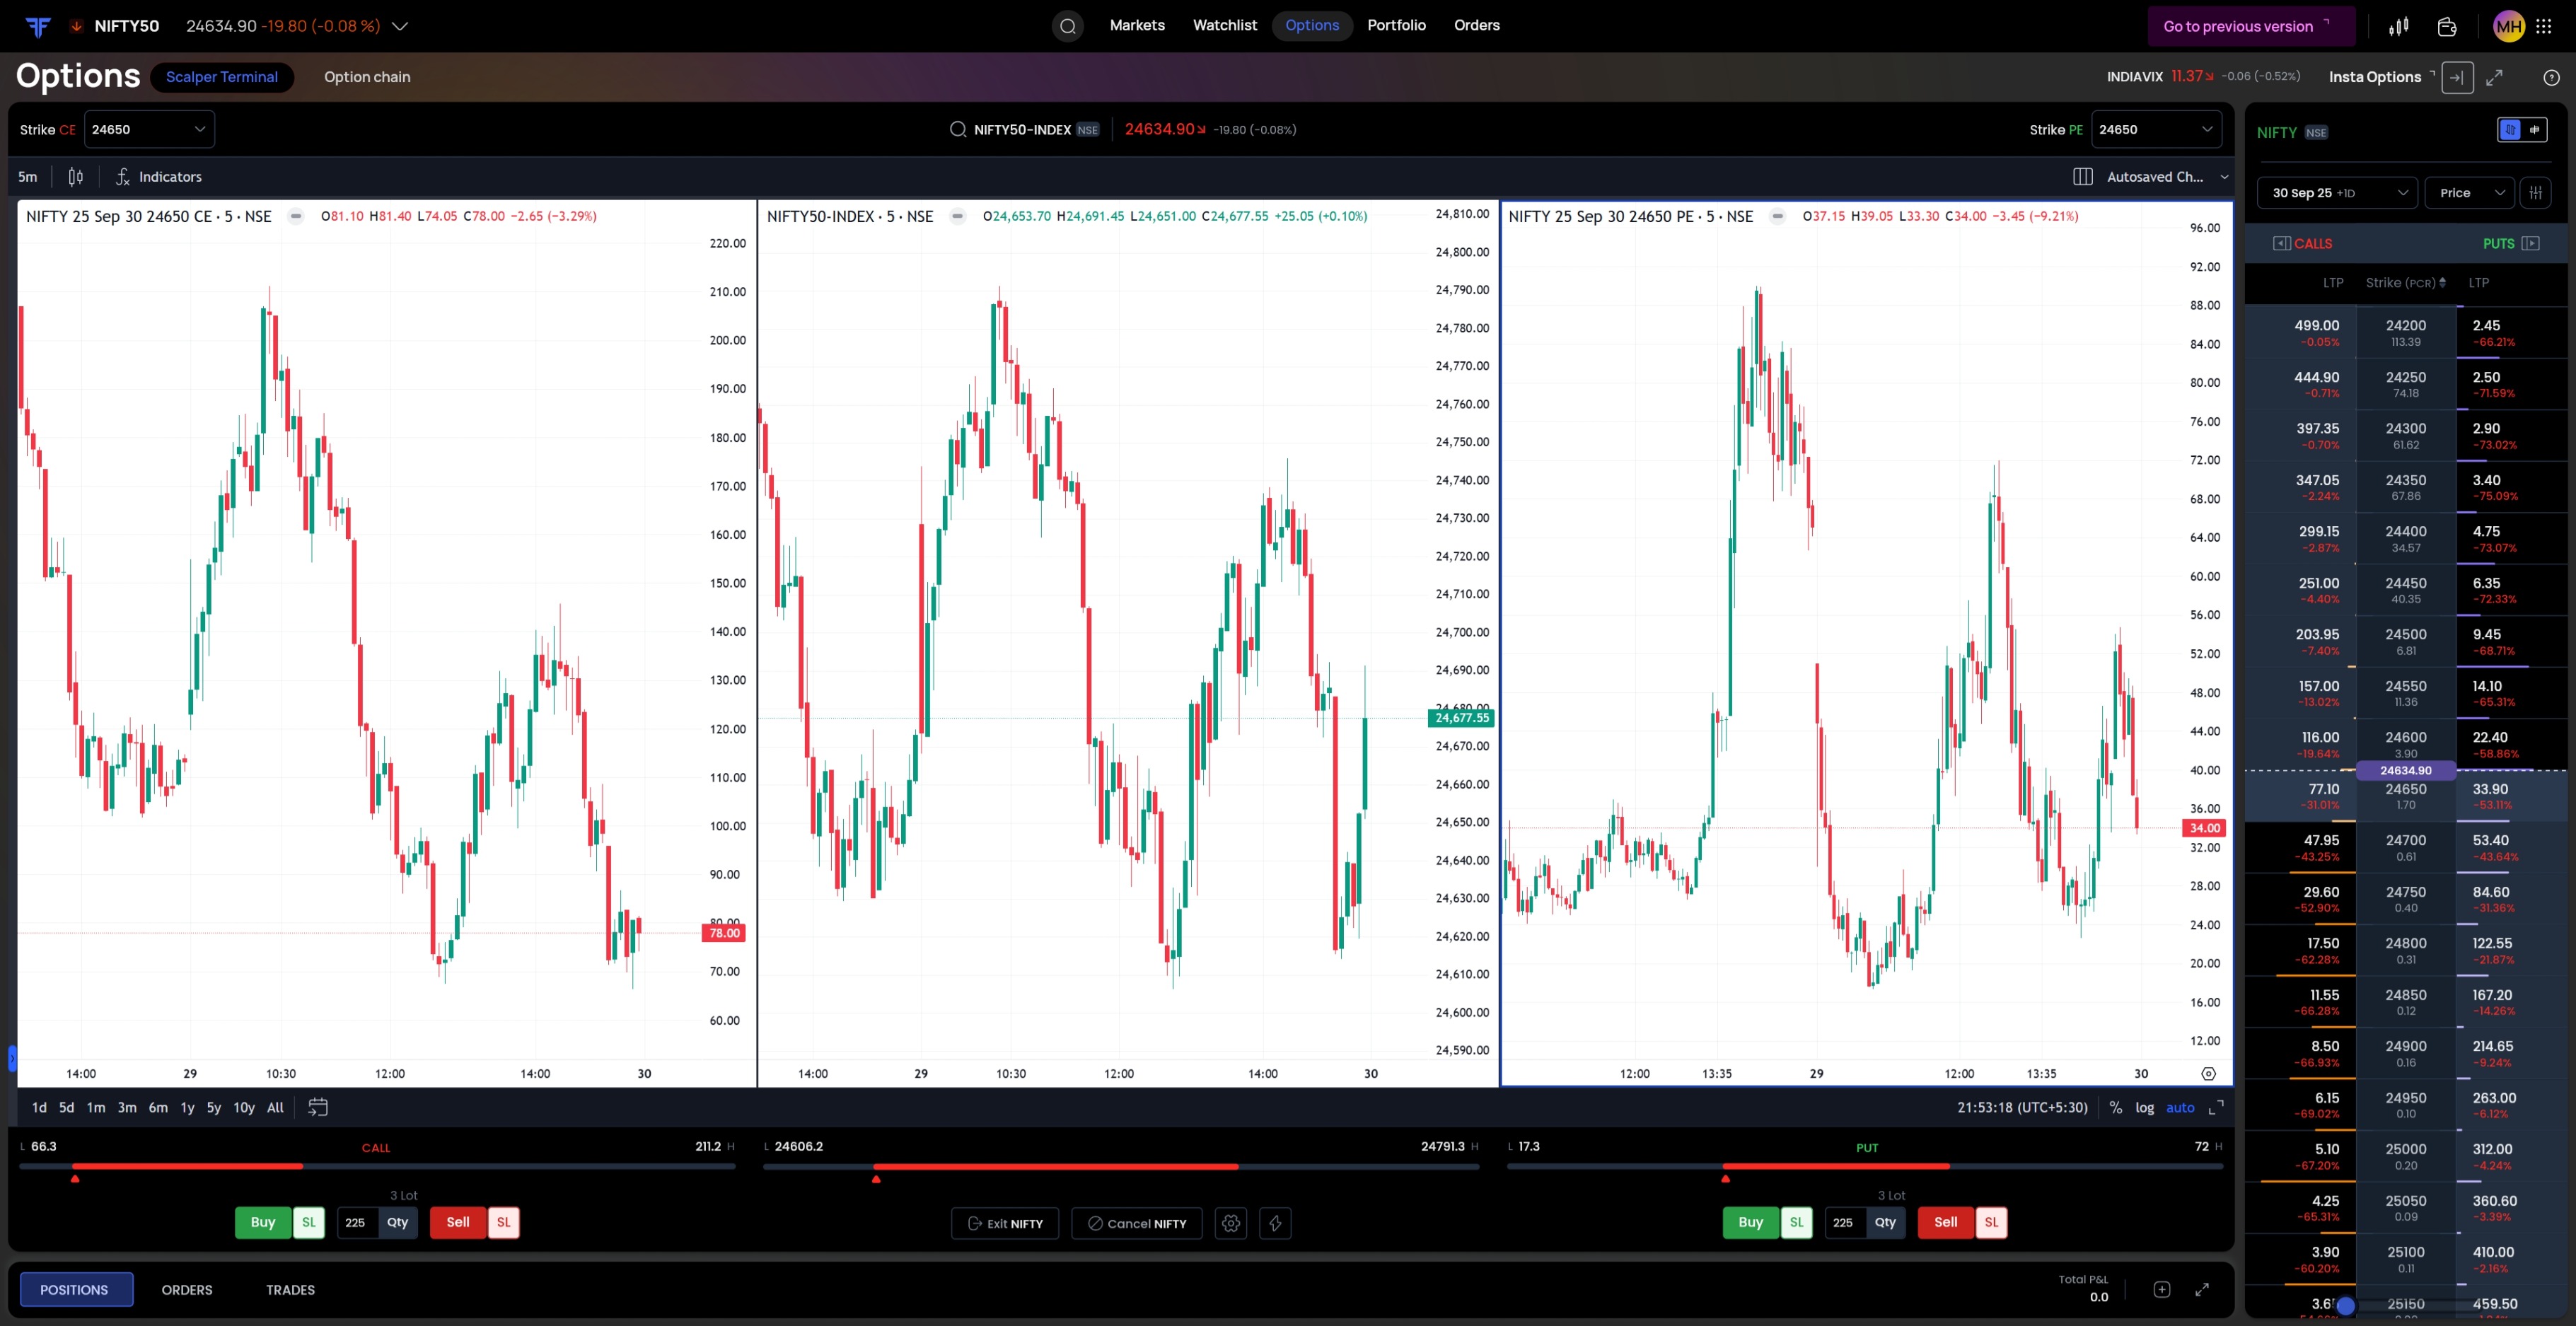 NIFTY50 24634.90 -19.80 (-0.08 %)
Markets Watchlist Options Portfolio Orders
Go to previous version
MH
Options Scalper Terminal Option chain
INDIAVIX 11.37 -0.06 (-0.52%) Insta Options
Strike CE 24650
NIFTY50-INDEX NSE 24634.90 -19.80 (-0.08%)
Strike PE 24650
5m Indicators
Autosaved Ch...
NIFTY 25 Sep 30 24650 CE · 5 · NSE O81.10 H81.40 L74.05 C78.00 -2.65 (-3.29%)
220.00
210.00
200.00
190.00
180.00
170.00
160.00
150.00
140.00
130.00
120.00
110.00
100.00
90.00
80.00
78.00
70.00
60.00
14:00 29 10:30 12:00 14:00 30
NIFTY50-INDEX · 5 · NSE O24,653.70 H24,691.45 L24,651.00 C24,677.55 +25.05 (+0.10%)
24,810.00
24,800.00
24,790.00
24,780.00
24,770.00
24,760.00
24,750.00
24,740.00
24,730.00
24,720.00
24,710.00
24,700.00
24,690.00
24,680.00
24,677.55
24,670.00
24,660.00
24,650.00
24,640.00
24,630.00
24,620.00
24,610.00
24,600.00
24,590.00
14:00 29 10:30 12:00 14:00 30
NIFTY 25 Sep 30 24650 PE · 5 · NSE O37.15 H39.05 L33.30 C34.00 -3.45 (-9.21%)
96.00
92.00
88.00
84.00
80.00
76.00
72.00
68.00
64.00
60.00
56.00
52.00
48.00
44.00
40.00
36.00
34.00
32.00
28.00
24.00
20.00
16.00
12.00
12:00 13:35 29 12:00 13:35 30
1d 5d 1m 3m 6m 1y 5y 10y All
21:53:18 (UTC+5:30) % log auto
L 66.3 CALL 211.2 H
3 Lot
Buy SL 225 Qty Sell SL
L 24606.2 24791.3 H
Exit NIFTY Cancel NIFTY
L 17.3 PUT 72 H
3 Lot
Buy SL 225 Qty Sell SL
POSITIONS ORDERS TRADES
Total P&L
0.0
NIFTY NSE
30 Sep 25 +1D Price
CALLS PUTS
LTP Strike (PCR) LTP
499.00 24200 2.45
-0.05% 113.39 -66.21%
444.90 24250 2.50
-0.71% 74.18 -71.59%
397.35 24300 2.90
-0.70% 61.62 -73.02%
347.05 24350 3.40
-2.24% 67.86 -75.09%
299.15 24400 4.75
-2.87% 34.57 -73.07%
251.00 24450 6.35
-4.40% 40.35 -72.33%
203.95 24500 9.45
-7.40% 6.81 -68.71%
157.00 24550 14.10
-13.02% 11.36 -65.31%
116.00 24600 22.40
-19.64% 3.90 -58.86%
24634.90
77.10 24650 33.90
-31.01% 1.70 -53.11%
47.95 24700 53.40
-43.25% 0.61 -43.64%
29.60 24750 84.60
-52.90% 0.40 -31.36%
17.50 24800 122.55
-62.28% 0.31 -21.87%
11.55 24850 167.20
-66.28% 0.12 -14.26%
8.50 24900 214.65
-66.93% 0.16 -9.24%
6.15 24950 263.00
-69.02% 0.10 -6.12%
5.10 25000 312.00
-67.20% 0.20 -4.24%
4.25 25050 360.60
-65.31% 0.09 -3.39%
3.90 25100 410.00
-60.20% 0.11 -2.16%
25150 459.50